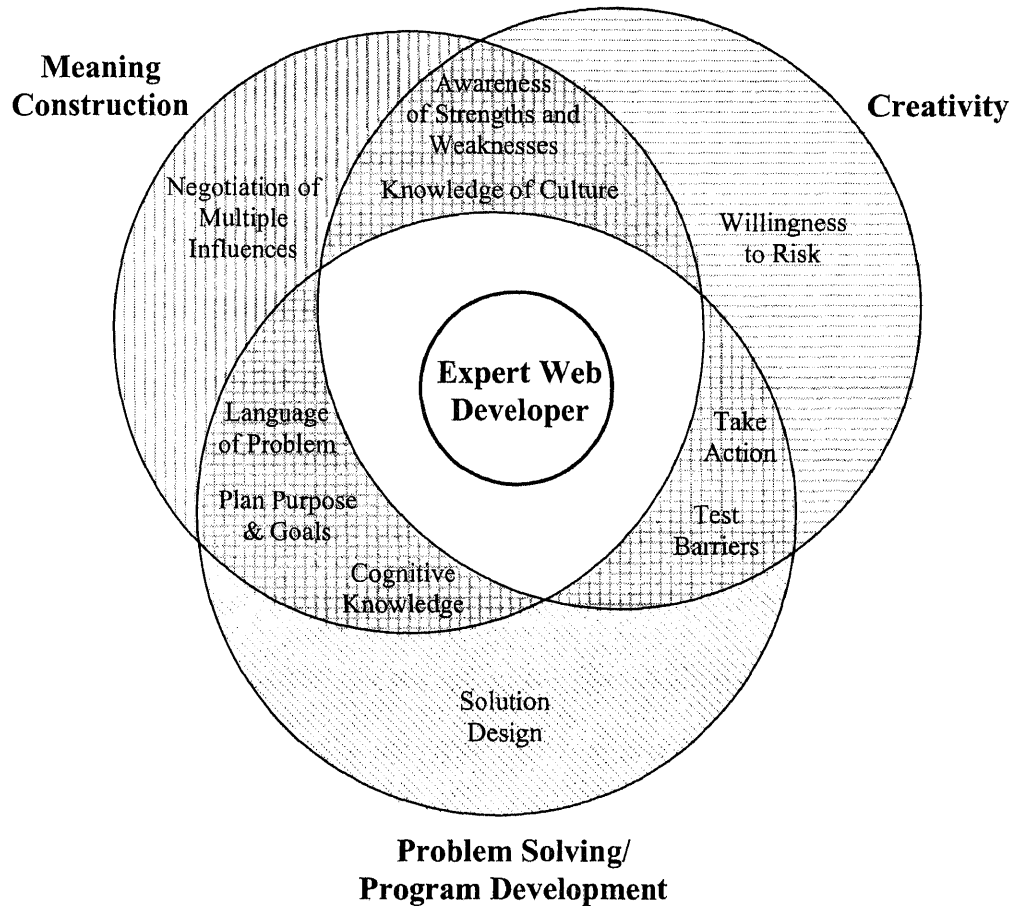 Meaning
Construction
Creativity
Awareness
of Strengths and
Weaknesses
Knowledge of Culture
Negotiation of
Multiple
Influences
Willingness
to Risk
Expert Web
Developer
Language
of Problem
Plan Purpose
& Goals
Cognitive
Knowledge
Take
Action
Test
Barriers
Solution
Design
Problem Solving/
Program Development